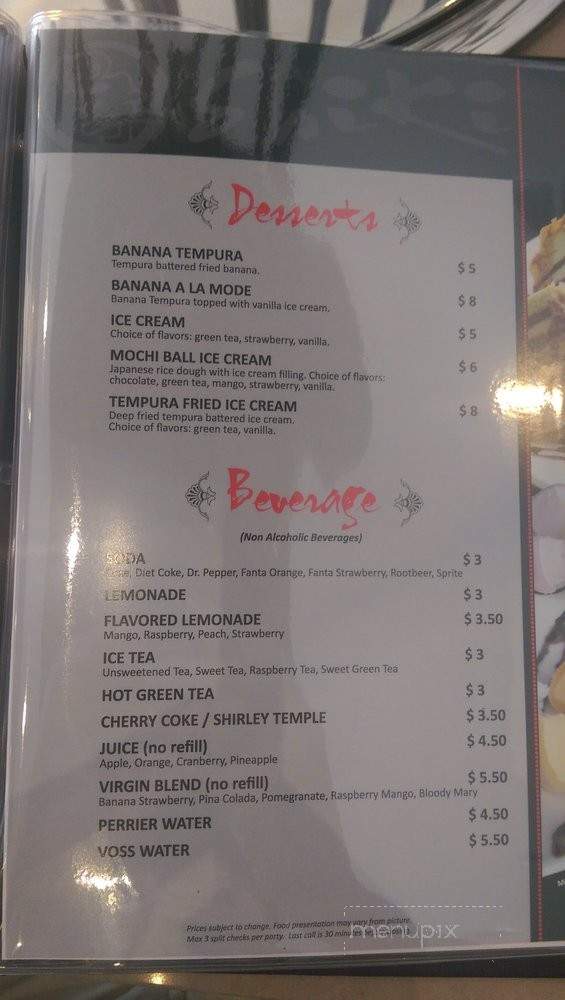 Desserts
BANANA TEMPURA
Tempura battered fried banana. $ 5
BANANA A LA MODE
Banana Tempura topped with vanilla ice cream. $ 8
ICE CREAM
Choice of flavors: green tea, strawberry, vanilla. $ 5
MOCHI BALL ICE CREAM $ 6
Japanese rice dough with ice cream filling. Choice of flavors:
chocolate, green tea, mango, strawberry, vanilla.
TEMPURA FRIED ICE CREAM $ 8
Deep fried tempura battered ice cream.
Choice of flavors: green tea, vanilla.
Beverage
(Non Alcoholic Beverages)
SODA $ 3
Coke, Diet Coke, Dr. Pepper, Fanta Orange, Fanta Strawberry, Rootbeer, Sprite
LEMONADE $ 3
FLAVORED LEMONADE $ 3.50
Mango, Raspberry, Peach, Strawberry
ICE TEA $ 3
Unsweetened Tea, Sweet Tea, Raspberry Tea, Sweet Green Tea
HOT GREEN TEA $ 3
CHERRY COKE / SHIRLEY TEMPLE $ 3.50
JUICE (no refill) $ 4.50
Apple, Orange, Cranberry, Pineapple
VIRGIN BLEND (no refill) $ 5.50
Banana Strawberry, Pina Colada, Pomegranate, Raspberry Mango, Bloody Mary
PERRIER WATER $ 4.50
VOSS WATER $ 5.50
Prices subject to change. Food presentation may vary from picture.
Max 3 split checks per party. Last call is 30 minutes
menupix